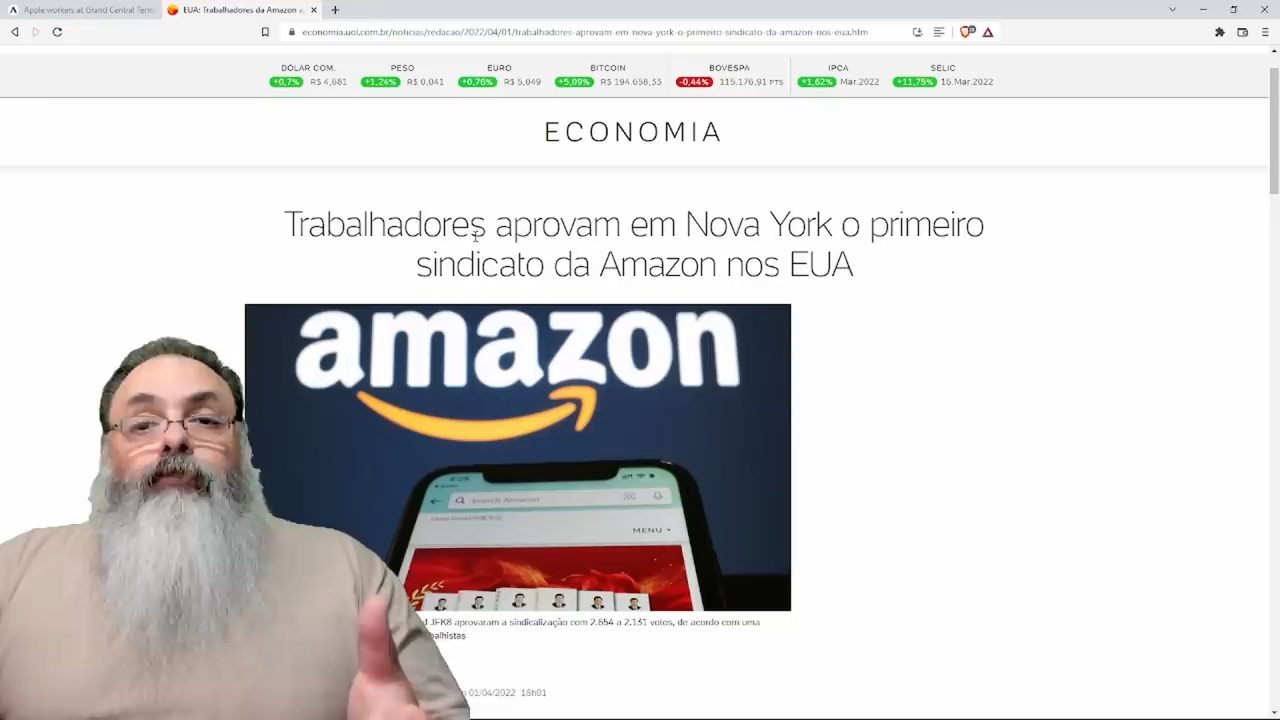 Apple workers at Grand Central Term
EUA: Trabalhadores da Amazon a
economia.uol.com.br/noticias/redacao/2022/04/01/trabalhadores-aprovam-em-nova-york-o-primeiro-sindicato-da-amazon-nos-eua.htm
DÓLAR COM. PESO EURO BITCOIN BOVESPA IPCA SELIC
+0,7% R$ 4,681 +1,24% R$ 0,041 +0,76% R$ 5,049 +5,09% R$ 194.658,33 -0,44% 115.176,91 PTS +1,62% Mar.2022 +11,75% 16.Mar.2022
ECONOMIA
Trabalhadores aprovam em Nova York o primeiro
sindicato da Amazon nos EUA
amazon
Search Amazon
MENU
JFK8 aprovaram a sindicalização com 2.654 a 2.131 votos, de acordo com uma
balhistas
01/04/2022 18h01